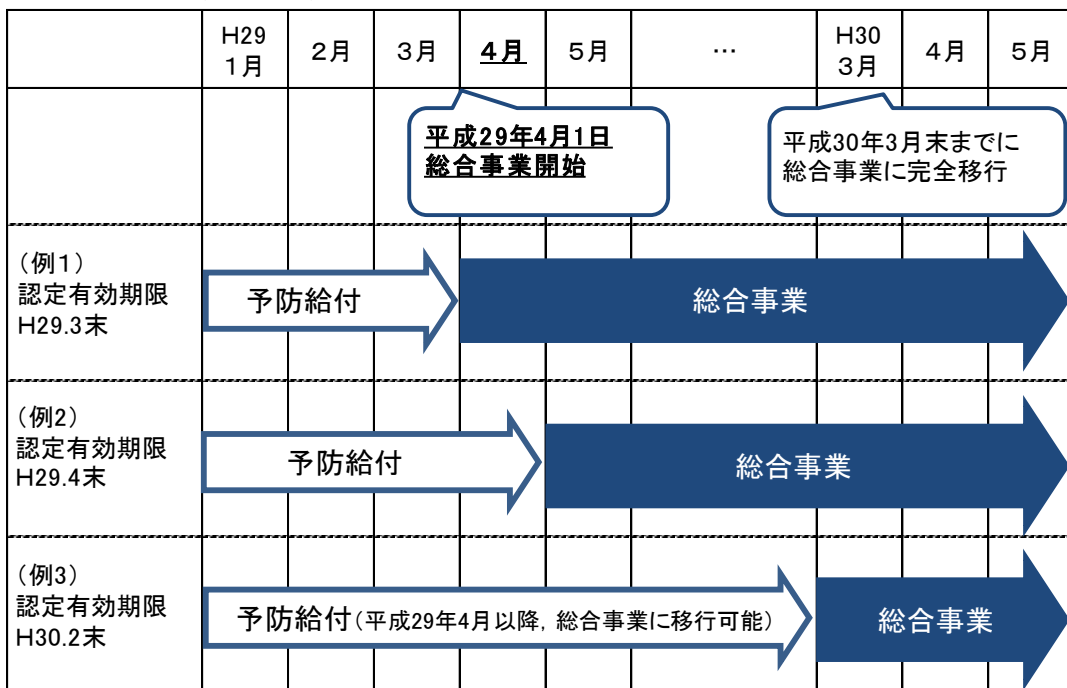 H29
1月
2月
3月
4月
5月
…
H30
3月
4月
5月
平成29年4月1日
総合事業開始
平成30年3月末までに
総合事業に完全移行
(例1)
認定有効期限
H29.3末
予防給付
総合事業
(例2)
認定有効期限
H29.4末
予防給付
総合事業
(例3)
認定有効期限
H30.2末
予防給付(平成29年4月以降，総合事業に移行可能)
総合事業